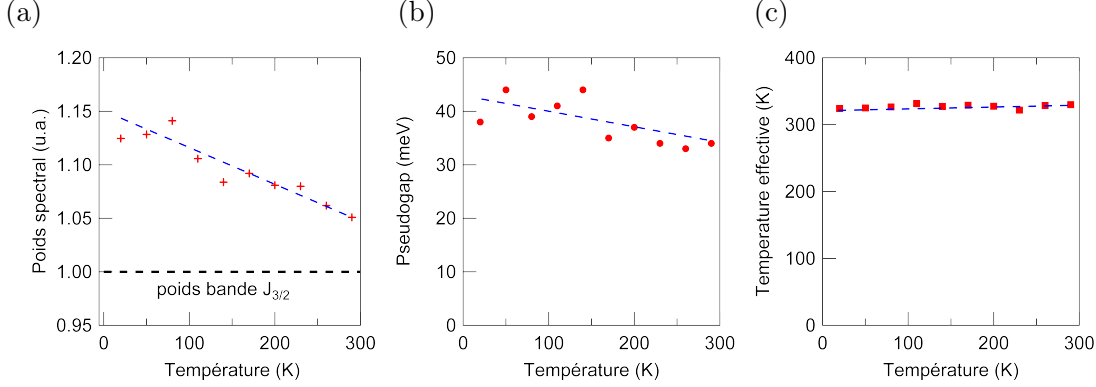 (a)
(b)
(c)
1.20
1.15
1.10
1.05
1.00
0.95
Poids spectral (u.a.)
poids bande J3/2
0
100
200
300
Température (K)
50
40
30
20
10
0
Pseudogap (meV)
0
100
200
300
Température (K)
400
300
200
100
0
Temperature effective (K)
0
100
200
300
Température (K)